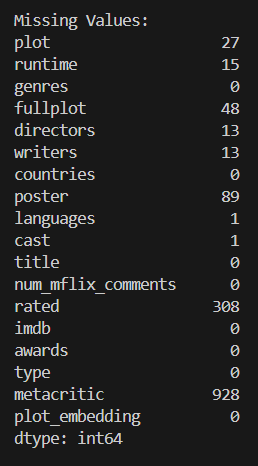 Missing Values:
plot 27
runtime 15
genres 0
fullplot 48
directors 13
writers 13
countries 0
poster 89
languages 1
cast 1
title 0
num_mflix_comments 0
rated 308
imdb 0
awards 0
type 0
metacritic 928
plot_embedding 0
dtype: int64